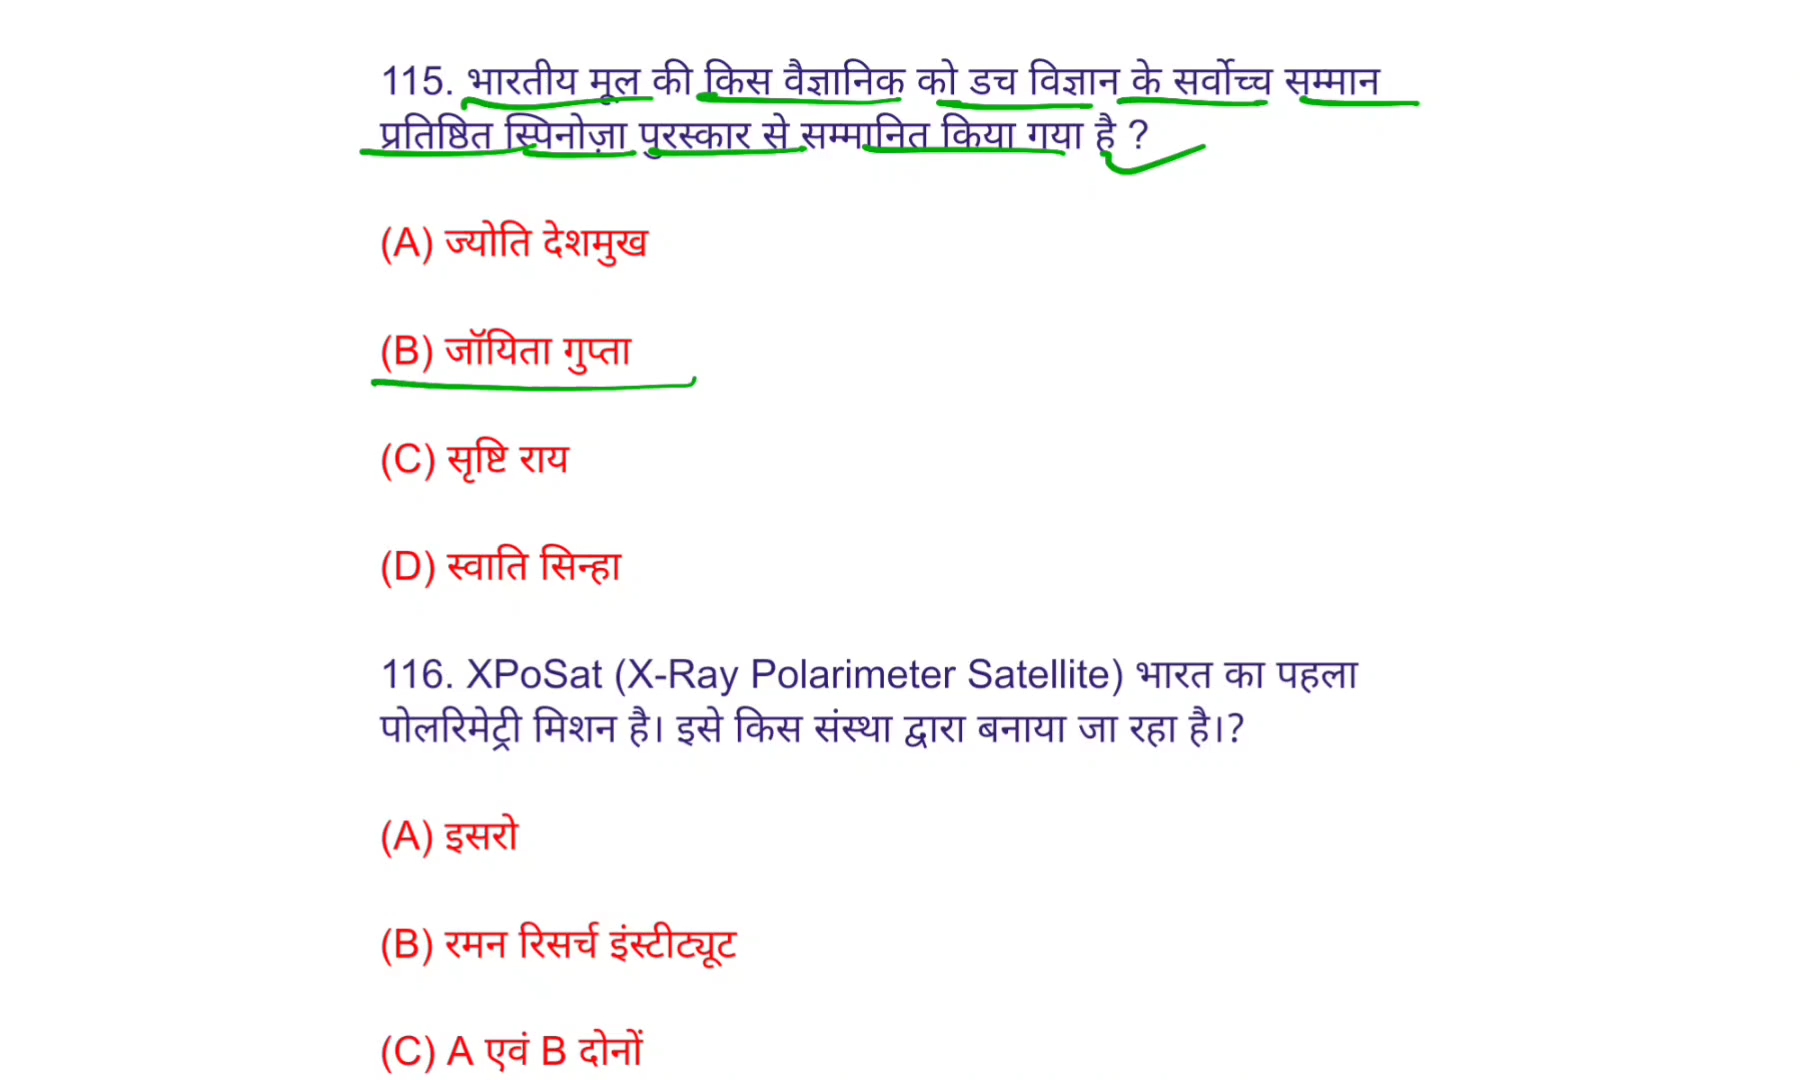 115. भारतीय मूल की किस वैज्ञानिक को डच विज्ञान के सर्वोच्च सम्मान
प्रतिष्ठित स्पिनोज़ा पुरस्कार से सम्मानित किया गया है ?
(A) ज्योति देशमुख
(B) जॉयिता गुप्ता
(C) सृष्टि राय
(D) स्वाति सिन्हा
116. XPoSat (X-Ray Polarimeter Satellite) भारत का पहला
पोलरिमेट्री मिशन है। इसे किस संस्था द्वारा बनाया जा रहा है।?
(A) इसरो
(B) रमन रिसर्च इंस्टीट्यूट
(C) A एवं B दोनों